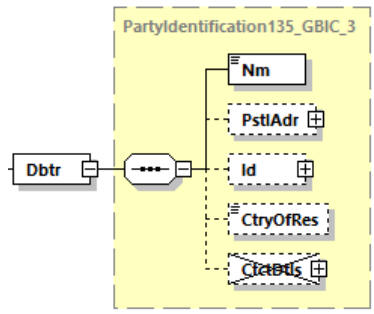 PartyIdentification135_GBIC_3
Nm
PstlAdr
Dbtr
Id
CtryOfRes
CtctDtls